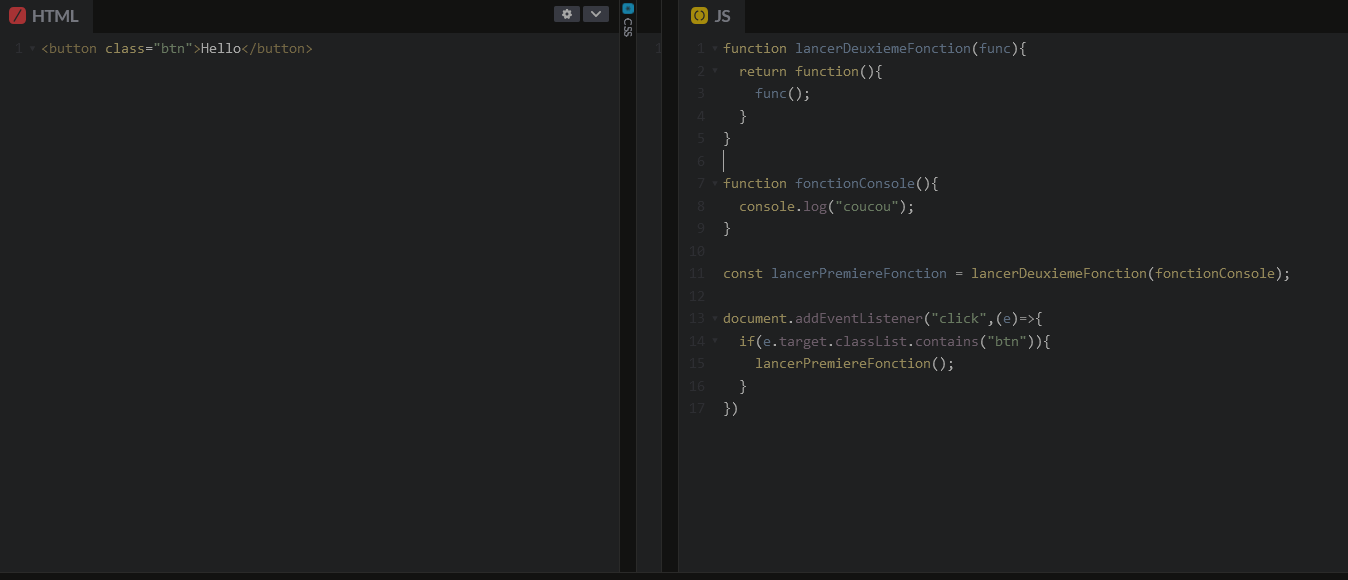 HTML
1 <button class="btn">Hello</button>
CSS
1
JS
1 function lancerDeuxiemeFonction(func){
2 return function(){
3 func();
4 }
5 }
6
7 function fonctionConsole(){
8 console.log("coucou");
9 }
10
11 const lancerPremiereFonction = lancerDeuxiemeFonction(fonctionConsole);
12
13 document.addEventListener("click",(e)=>{
14 if(e.target.classList.contains("btn")){
15 lancerPremiereFonction();
16 }
17 })